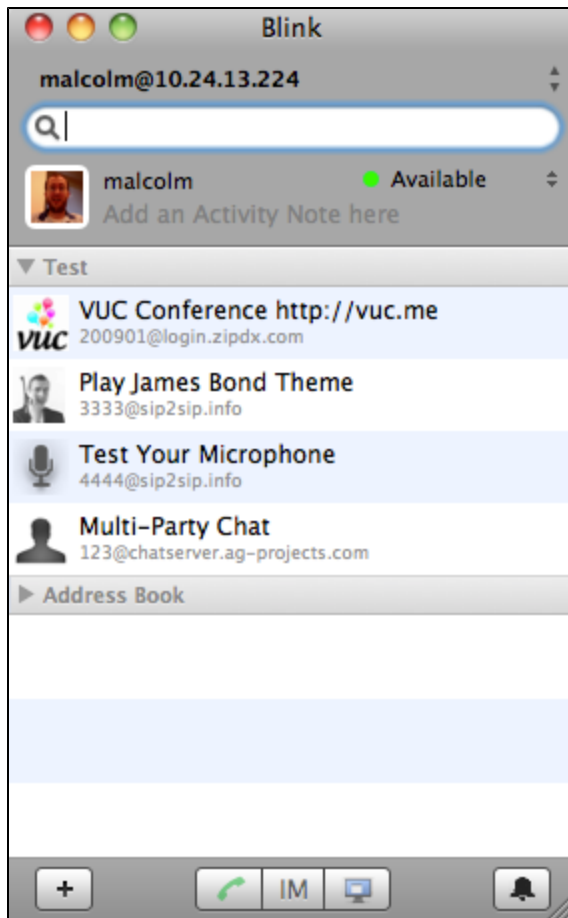 Blink
malcolm@10.24.13.224
malcolm
Available
Add an Activity Note here
Test
vuc
VUC Conference http://vuc.me
200901@login.zipdx.com
Play James Bond Theme
3333@sip2sip.info
Test Your Microphone
4444@sip2sip.info
Multi-Party Chat
123@chatserver.ag-projects.com
Address Book
+
IM